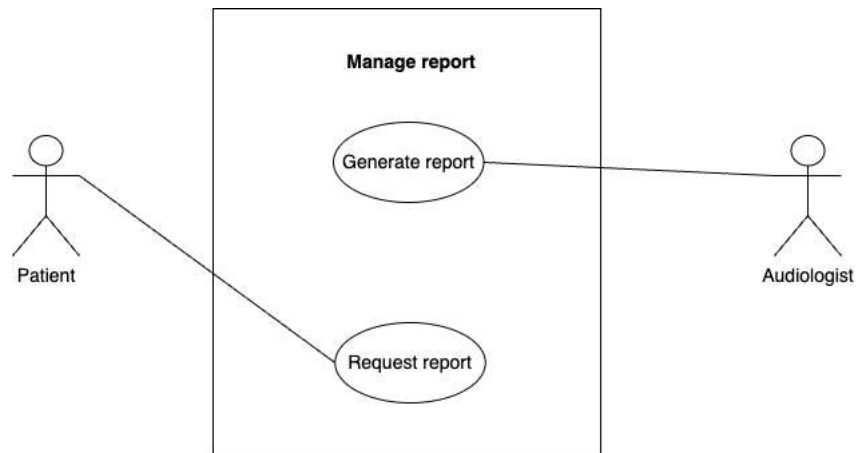 Manage report
Generate report
Patient
Audiologist
Request report